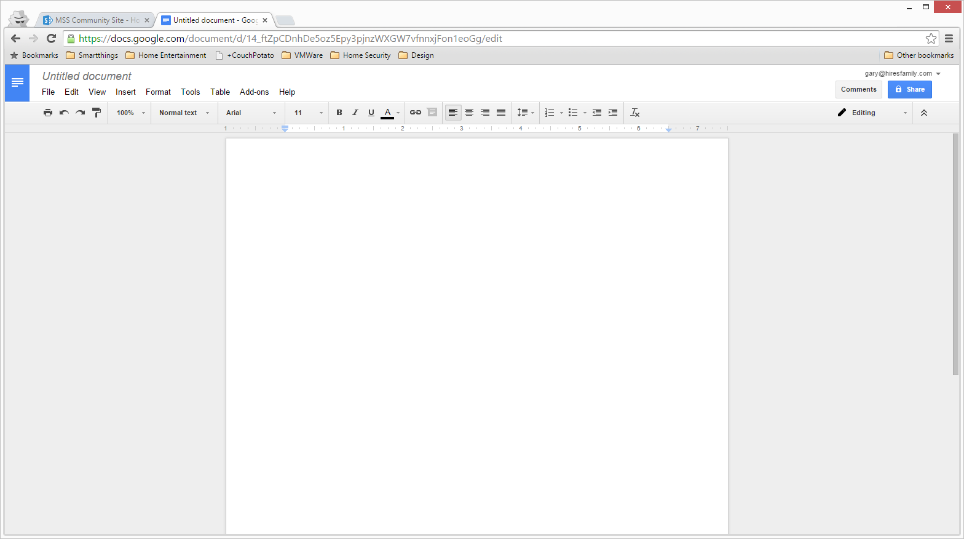 MSS Community Site - Ho
Untitled document - Goog
https://docs.google.com/document/d/14_ftZpCDnhDe5oz5Epy3pjnzWXGW7vfnnxjFon1eoGg/edit
Bookmarks Smartthings Home Entertainment +CouchPotato VMWare Home Security Design Other bookmarks
Untitled document
gary@hiresfamily.com
File Edit View Insert Format Tools Table Add-ons Help
Comments Share
100% Normal text Arial 11 B I U A Editing
1 1 2 3 4 5 6 7